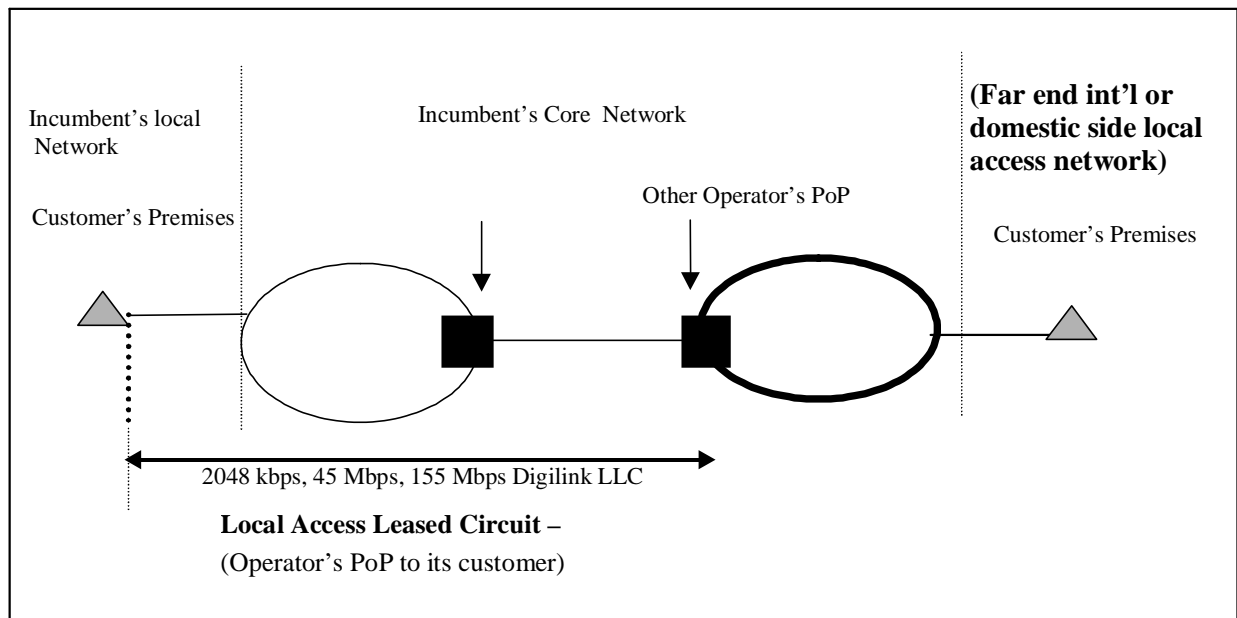 Incumbent's local
Network
Incumbent's Core Network
(Far end int'l or
domestic side local
access network)
Customer's Premises
Other Operator's PoP
Customer's Premises
2048 kbps, 45 Mbps, 155 Mbps Digilink LLC
Local Access Leased Circuit –
(Operator's PoP to its customer)